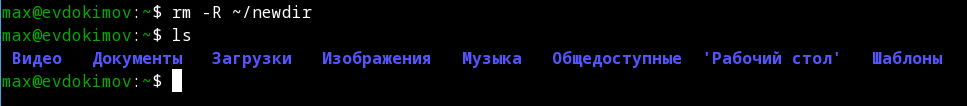 max@evdokimov:~$ rm -R ~/newdir
max@evdokimov:~$ ls
Видео Документы Загрузки Изображения Музыка Общедоступные 'Рабочий стол' Шаблоны
max@evdokimov:~$